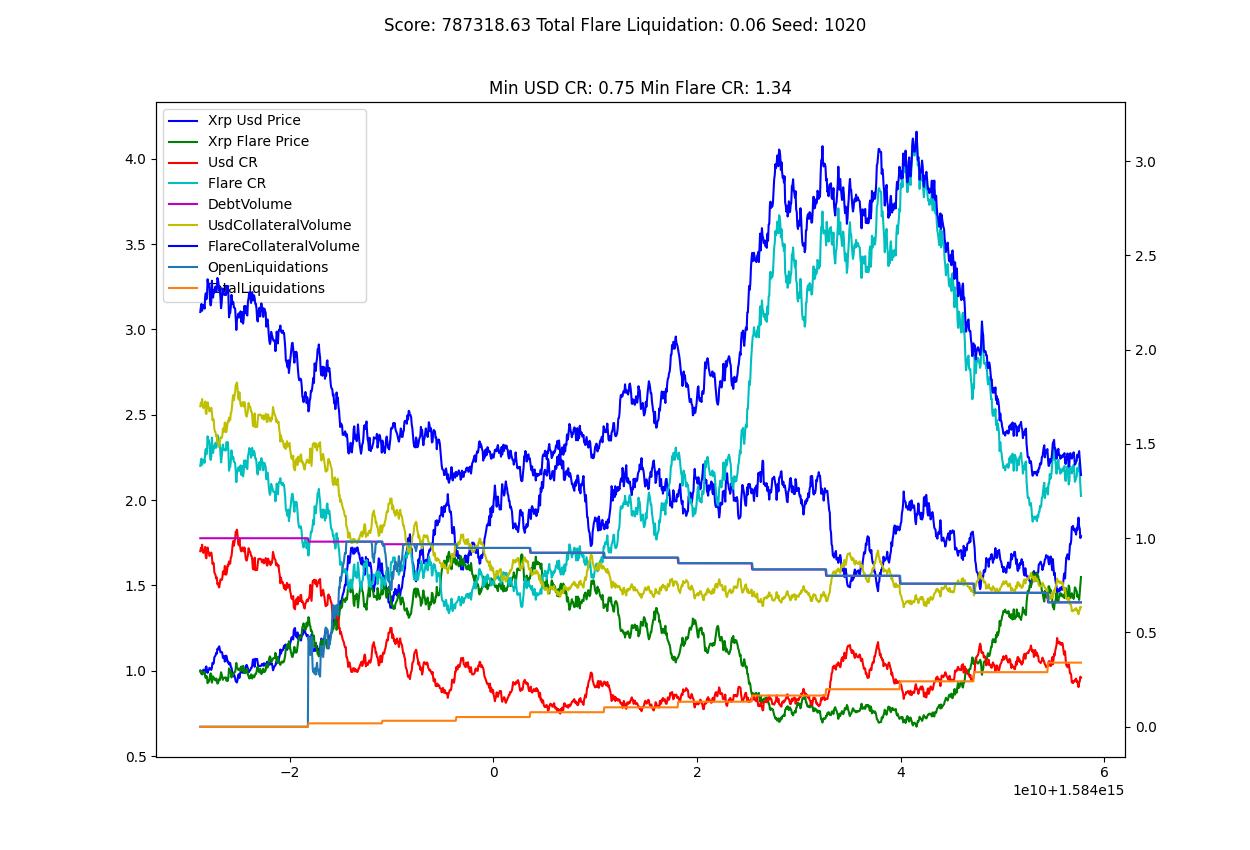 Score: 787318.63 Total Flare Liquidation: 0.06 Seed: 1020
Min USD CR: 0.75 Min Flare CR: 1.34
Xrp Usd Price
Xrp Flare Price
Usd CR
Flare CR
DebtVolume
UsdCollateralVolume
FlareCollateralVolume
OpenLiquidations
TotalLiquidations
4.0
3.5
3.0
2.5
2.0
1.5
1.0
0.5
3.0
2.5
2.0
1.5
1.0
0.5
0.0
−2
0
2
4
6
1e10+1.584e15